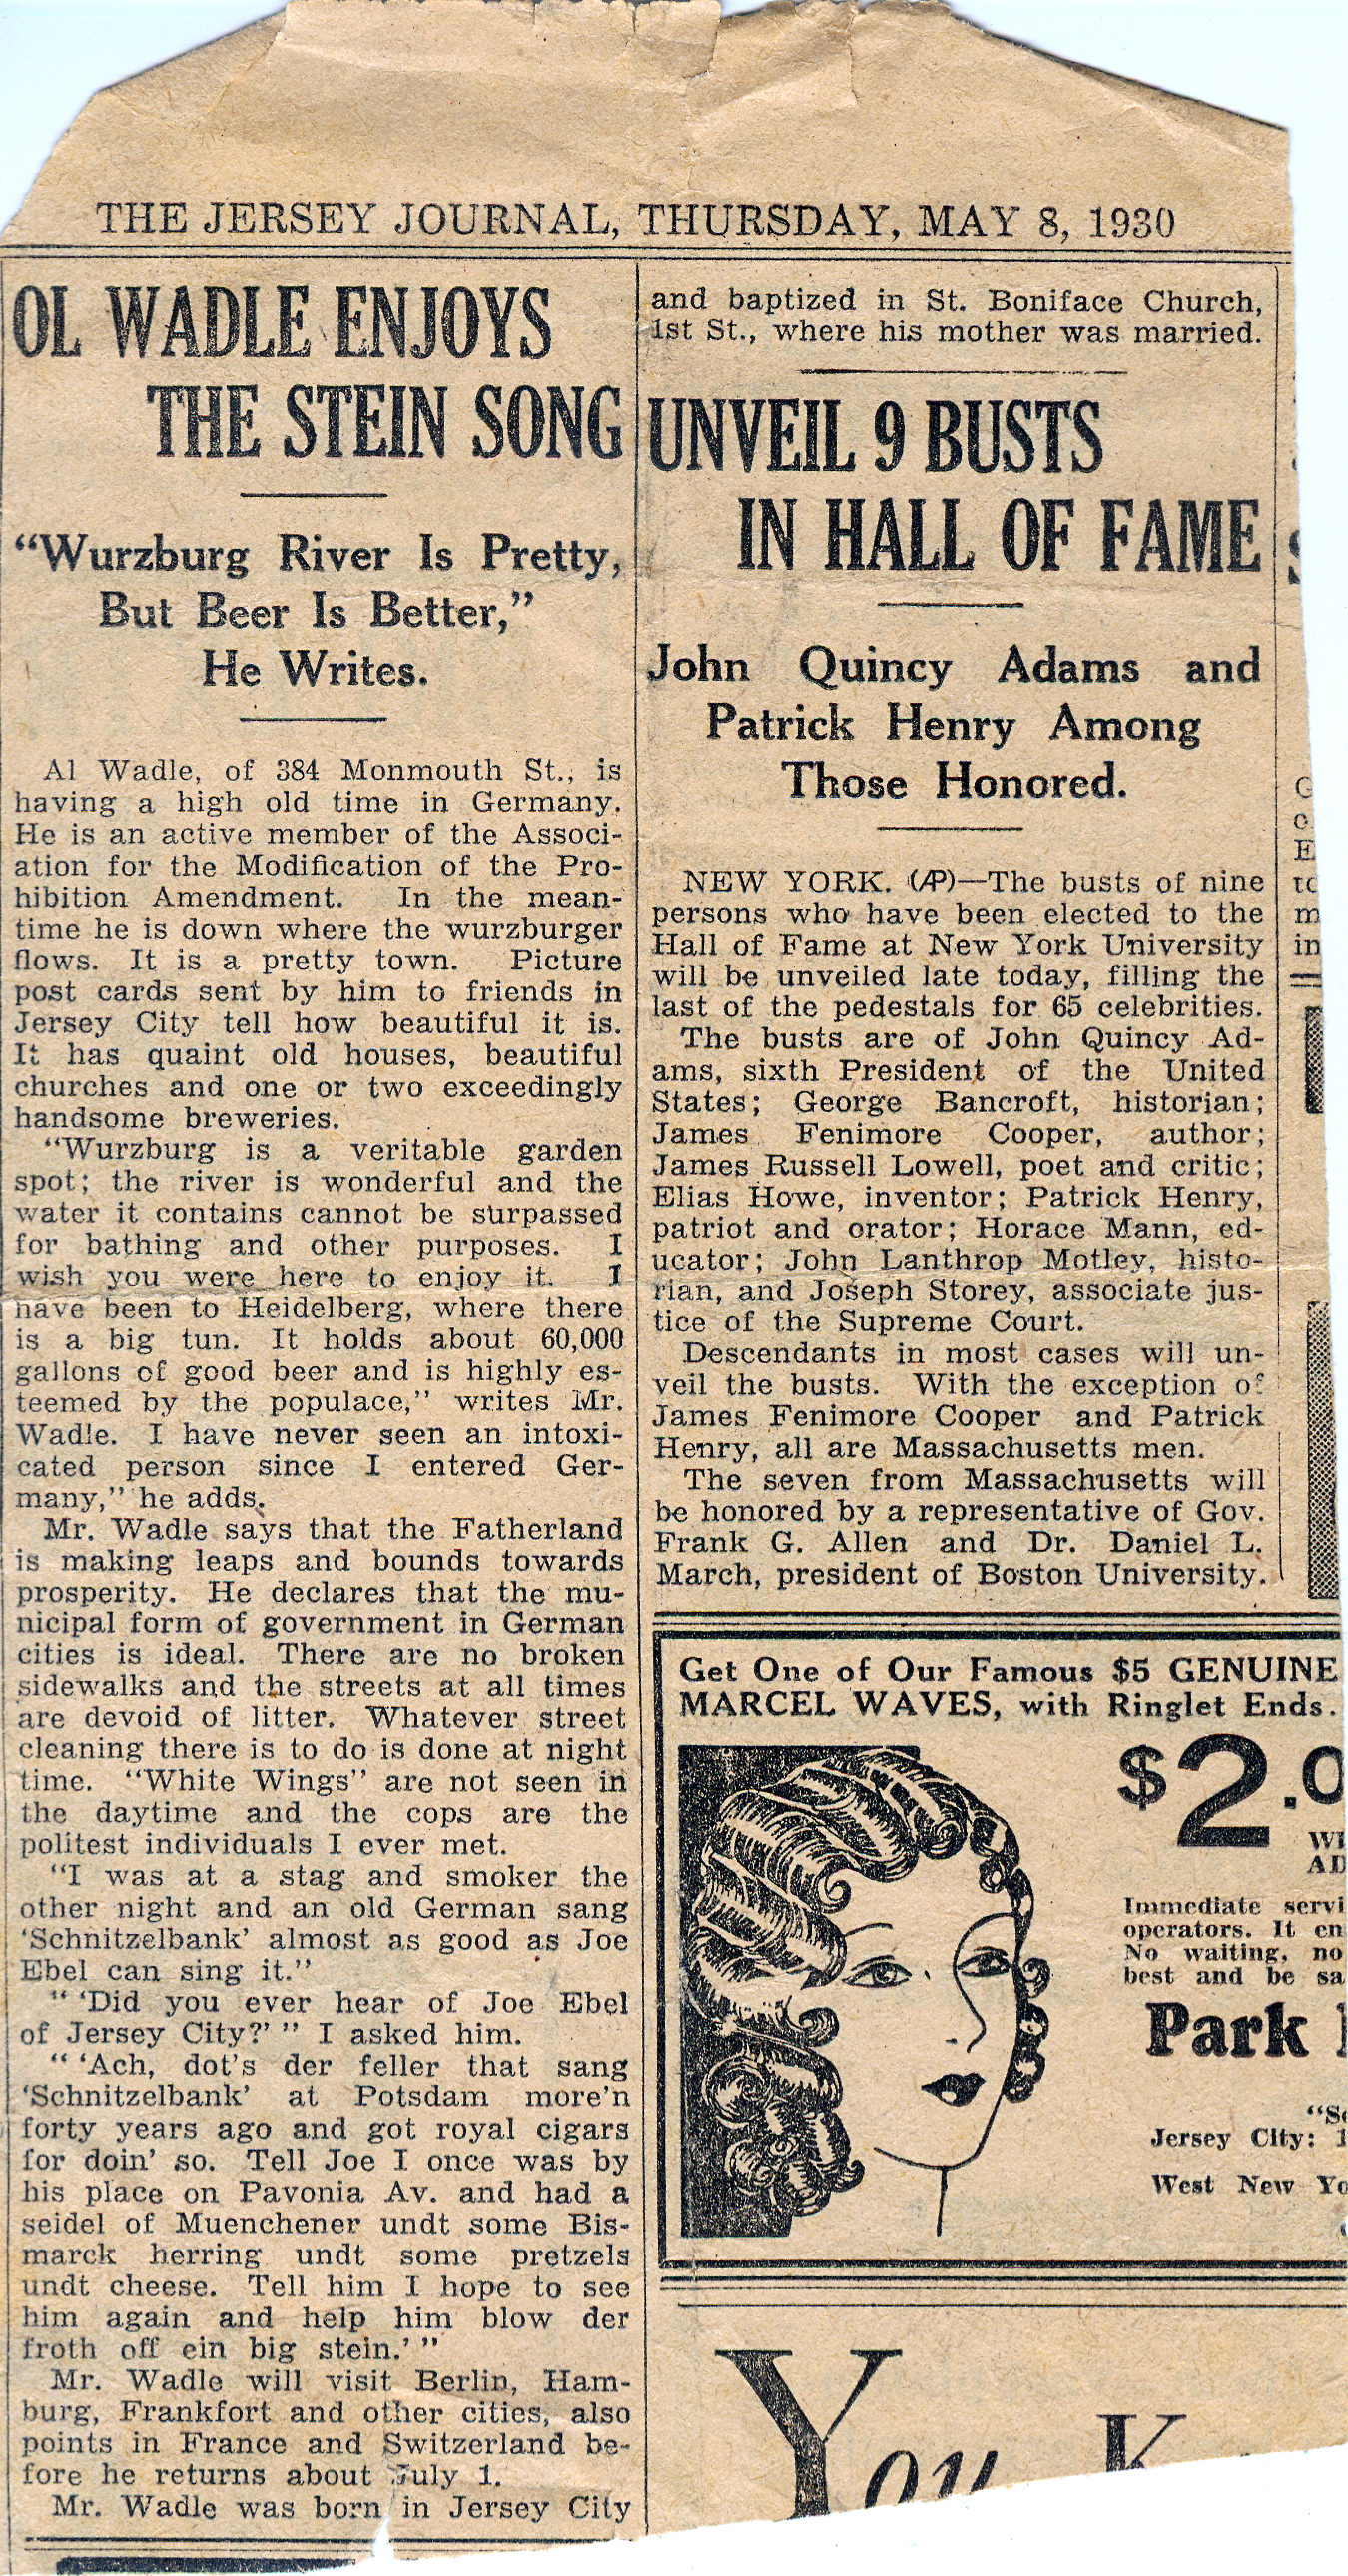 THE JERSEY JOURNAL, THURSDAY, MAY 8, 1930
OL WADLE ENJOYS
THE STEIN SONG
“Wurzburg River Is Pretty,
But Beer Is Better,”
He Writes.
Al Wadle, of 384 Monmouth St., is
having a high old time in Germany.
He is an active member of the Associ-
ation for the Modification of the Pro-
hibition Amendment. In the mean-
time he is down where the wurzburger
flows. It is a pretty town. Picture
post cards sent by him to friends in
Jersey City tell how beautiful it is.
It has quaint old houses, beautiful
churches and one or two exceedingly
handsome breweries.
“Wurzburg is a veritable garden
spot; the river is wonderful and the
water it contains cannot be surpassed
for bathing and other purposes. I
wish you were here to enjoy it. I
have been to Heidelberg, where there
is a big tun. It holds about 60,000
gallons of good beer and is highly es-
teemed by the populace,” writes Mr.
Wadle. I have never seen an intoxi-
cated person since I entered Ger-
many,” he adds.
Mr. Wadle says that the Fatherland
is making leaps and bounds towards
prosperity. He declares that the mu-
nicipal form of government in German
cities is ideal. There are no broken
sidewalks and the streets at all times
are devoid of litter. Whatever street
cleaning there is to do is done at night
time. “White Wings” are not seen in
the daytime and the cops are the
politest individuals I ever met.
“I was at a stag and smoker the
other night and an old German sang
‘Schnitzelbank’ almost as good as Joe
Ebel can sing it.”
“ ‘Did you ever hear of Joe Ebel
of Jersey City?’ ” I asked him.
“ ‘Ach, dot’s der feller that sang
‘Schnitzelbank’ at Potsdam more’n
forty years ago and got royal cigars
for doin’ so. Tell Joe I once was by
his place on Pavonia Av. and had a
seidel of Muenchener undt some Bis-
marck herring undt some pretzels
undt cheese. Tell him I hope to see
him again and help him blow der
froth off ein big stein.’ ”
Mr. Wadle will visit Berlin, Ham-
burg, Frankfort and other cities, also
points in France and Switzerland be-
fore he returns about July 1.
Mr. Wadle was born in Jersey City
and baptized in St. Boniface Church,
1st St., where his mother was married.
UNVEIL 9 BUSTS
IN HALL OF FAME
John Quincy Adams and
Patrick Henry Among
Those Honored.
NEW YORK. (AP)—The busts of nine
persons who have been elected to the
Hall of Fame at New York University
will be unveiled late today, filling the
last of the pedestals for 65 celebrities.
The busts are of John Quincy Ad-
ams, sixth President of the United
States; George Bancroft, historian;
James Fenimore Cooper, author;
James Russell Lowell, poet and critic;
Elias Howe, inventor; Patrick Henry,
patriot and orator; Horace Mann, ed-
ucator; John Lanthrop Motley, histo-
rian, and Joseph Storey, associate jus-
tice of the Supreme Court.
Descendants in most cases will un-
veil the busts. With the exception of
James Fenimore Cooper and Patrick
Henry, all are Massachusetts men.
The seven from Massachusetts will
be honored by a representative of Gov.
Frank G. Allen and Dr. Daniel L.
March, president of Boston University.
Get One of Our Famous $5 GENUINE
MARCEL WAVES, with Ringlet Ends.
$2.0
WI
AD
Immediate servi
operators. It en
No waiting, no
best and be sa
Park
“S
Jersey City: 1
West New Yo
You K